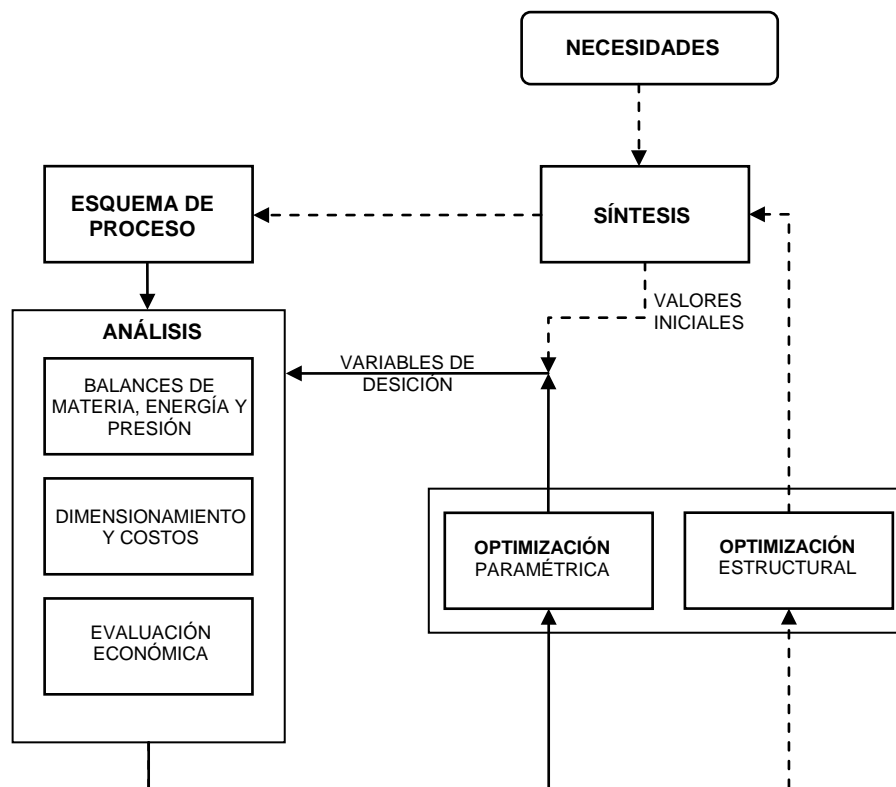 NECESIDADES
ESQUEMA DE
PROCESO
SÍNTESIS
VALORES
INICIALES
ANÁLISIS
VARIABLES DE
DESICIÓN
BALANCES DE
MATERIA, ENERGÍA Y
PRESIÓN
DIMENSIONAMIENTO
Y COSTOS
OPTIMIZACIÓN
PARAMÉTRICA
OPTIMIZACIÓN
ESTRUCTURAL
EVALUACIÓN
ECONÓMICA